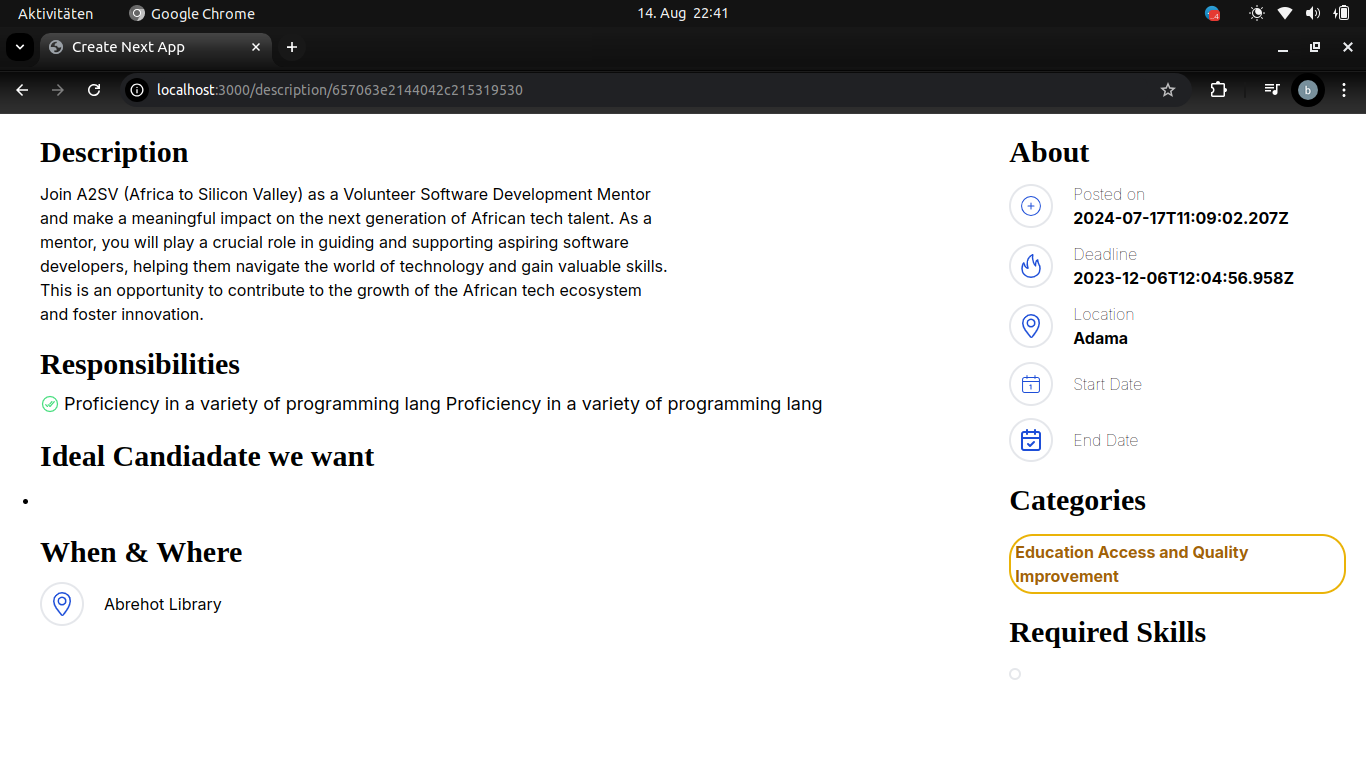 Aktivitäten
Google Chrome
14. Aug 22:41
Create Next App
localhost:3000/description/657063e2144042c215319530
b
Description
Join A2SV (Africa to Silicon Valley) as a Volunteer Software Development Mentor
and make a meaningful impact on the next generation of African tech talent. As a
mentor, you will play a crucial role in guiding and supporting aspiring software
developers, helping them navigate the world of technology and gain valuable skills.
This is an opportunity to contribute to the growth of the African tech ecosystem
and foster innovation.
Responsibilities
Proficiency in a variety of programming lang Proficiency in a variety of programming lang
Ideal Candiadate we want
When & Where
Abrehot Library
About
Posted on
2024-07-17T11:09:02.207Z
Deadline
2023-12-06T12:04:56.958Z
Location
Adama
1
Start Date
End Date
Categories
Education Access and Quality
Improvement
Required Skills